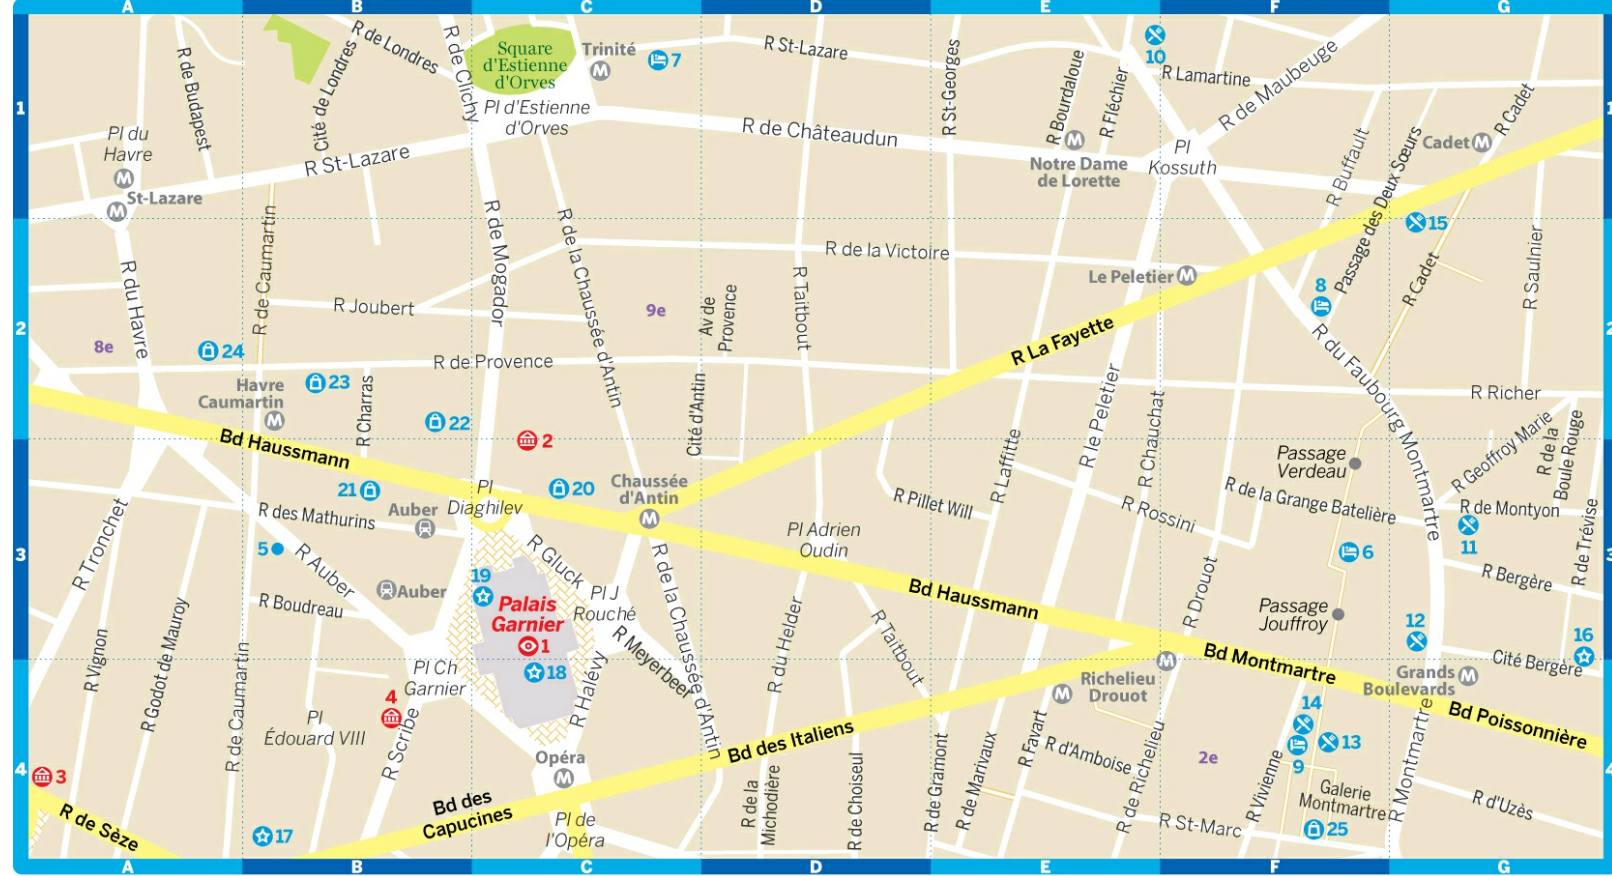 A B C D E F G
1
R de Budapest
Cité de Londres
R de Londres
R de Clichy
Square
d'Estienne
d'Orves
Trinité
7
R St-Lazare
R St-Georges
R Bourdaloue
R Fléchier
10
R Lamartine
R de Maubeuge
R Cadet
1
Pl du
Havre
Pl d'Estienne
d'Orves
R de Châteaudun
Notre Dame
de Lorette
Pl
Kossuth
R Buffault
Passage des Deux Sœurs
Cadet
St-Lazare
R St-Lazare
15
2
R du Havre
R de Caumartin
R de Mogador
R de la Chaussée d'Antin
R de la Victoire
R Taitbout
Le Peletier
8
R Cadet
R Saulnier
R Joubert
9e
Av de
Provence
R La Fayette
R du Faubourg Montmartre
2
8e
24
R de Provence
Havre
Caumartin
23
R Charras
22
Cité d'Antin
R le Peletier
R Chauchat
R Richer
Bd Haussmann
2
Passage
Verdeau
R Geoffroy Marie
R de la
Boule Rouge
3
R Tronchet
21
Auber
Pl
Diaghilev
20
Chaussée
d'Antin
R Pillet Will
R Laffitte
R Rossini
R de la Grange Batelière
R de Montyon
11
R de Trévise
3
R des Mathurins
5
R Auber
Auber
R Gluck
Pl J
Rouché
Pl Adrien
Oudin
6
R Bergère
R Boudreau
19
Palais
Garnier
1
18
R Meyerbeer
R de la Chaussée d'Antin
R du Helder
R Taitbout
Bd Haussmann
R Drouot
Passage
Jouffroy
12
16
Cité Bergère
R Vignon
R Godot de Mauroy
R de Caumartin
Pl Ch
Garnier
R Halévy
Richelieu
Drouot
Bd Montmartre
Grands
Boulevards
4
3
Pl
Édouard VIII
4
R Scribe
Opéra
Bd des Italiens
R Favart
R d'Amboise
2e
14
13
9
Bd Poissonnière
4
R de Sèze
17
Bd des
Capucines
Pl de
l'Opéra
R de la
Michodière
R de Choiseul
R de Gramont
R de Marivaux
R de Richelieu
R St-Marc
R Vivienne
Galerie
Montmartre
25
R Montmartre
R d'Uzès
A B C D E F G